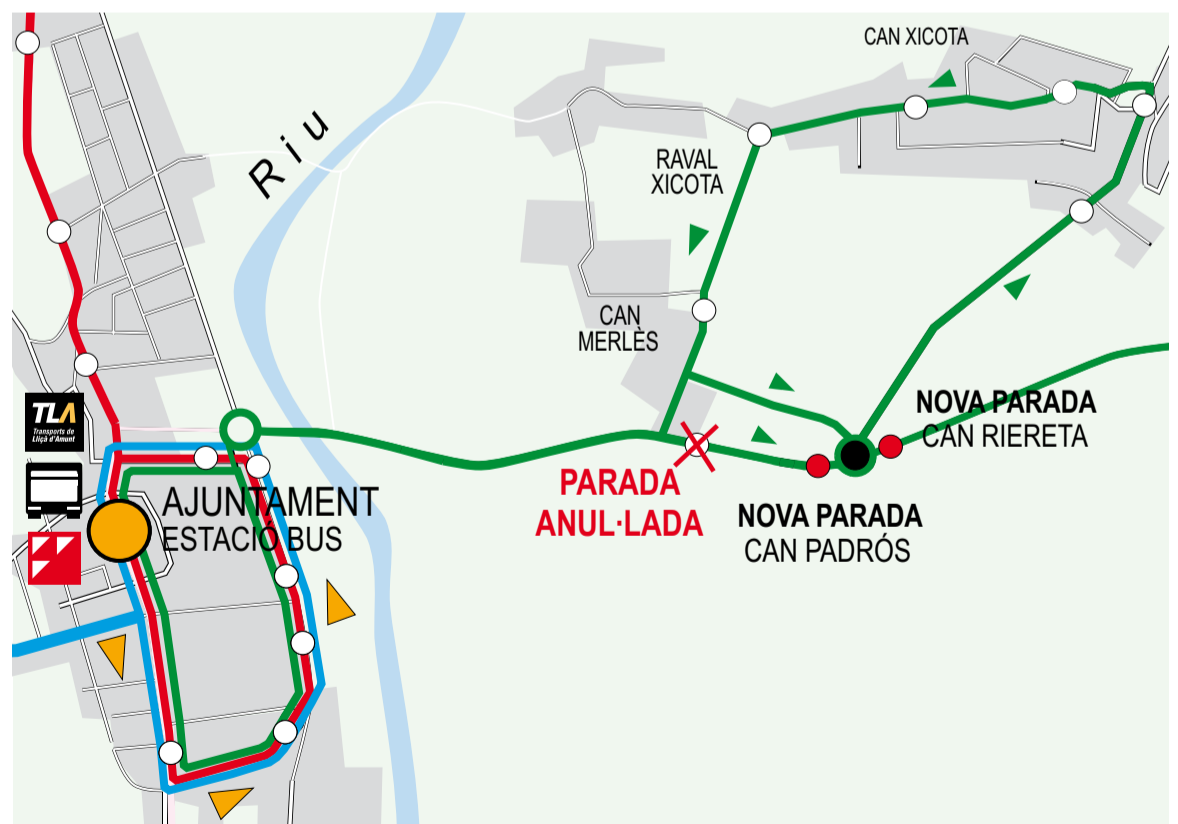 CAN XICOTA
Riu
RAVAL
XICOTA
CAN
MERLÈS
TLA
Transports de
Lliçà d'Amunt
NOVA PARADA
CAN RIERETA
AJUNTAMENT
ESTACIÓ BUS
PARADA
ANUL·LADA
NOVA PARADA
CAN PADRÓS